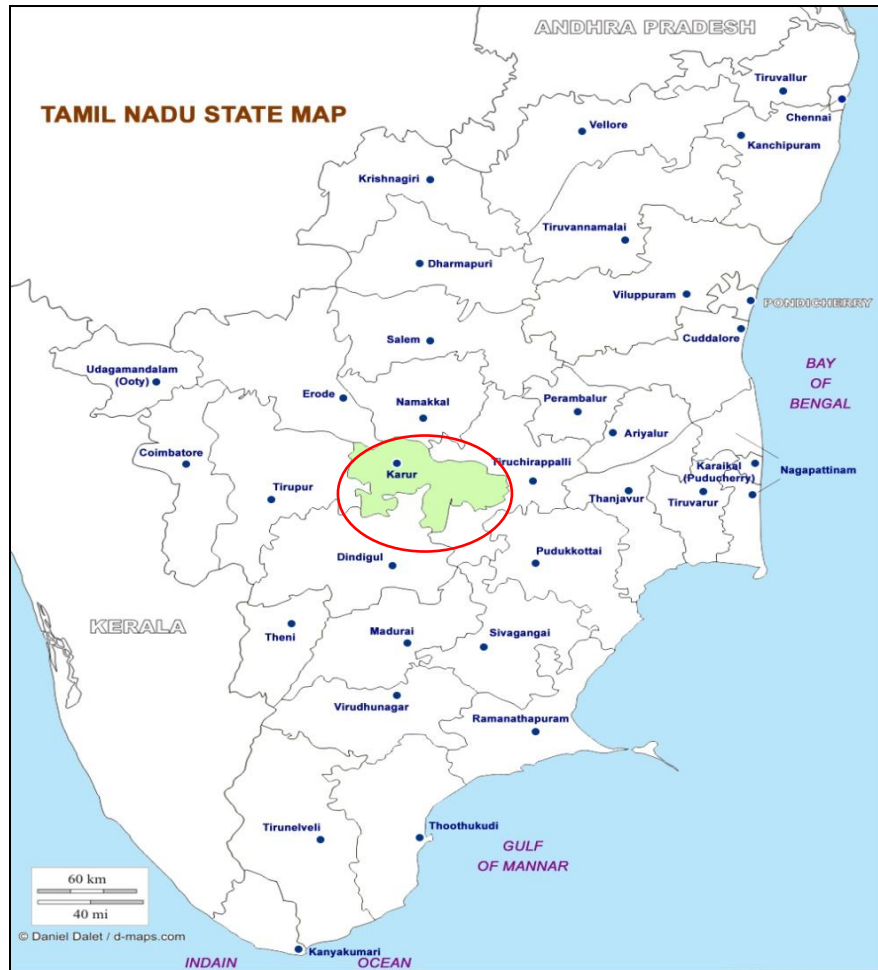 ANDHRA PRADESH
TAMIL NADU STATE MAP
Tiruvallur
Chennai
Vellore
Kanchipuram
Krishnagiri
Tiruvannamalai
Dharmapuri
Viluppuram
PONDICHERRY
Cuddalore
Salem
BAY
OF
BENGAL
Udagamandalam
(Ooty)
Erode
Namakkal
Perambalur
Ariyalur
Coimbatore
Karur
Tiruchirappalli
Karaikal
(Puducherry)
Nagapattinam
Tirupur
Thanjavur
Tiruvarur
Dindigul
Pudukkottai
KERALA
Theni
Madurai
Sivagangai
Virudhunagar
Ramanathapuram
Tirunelveli
Thoothukudi
GULF
OF MANNAR
60 km
40 mi
© Daniel Dalet / d-maps.com
Kanyakumari
INDAIN OCEAN